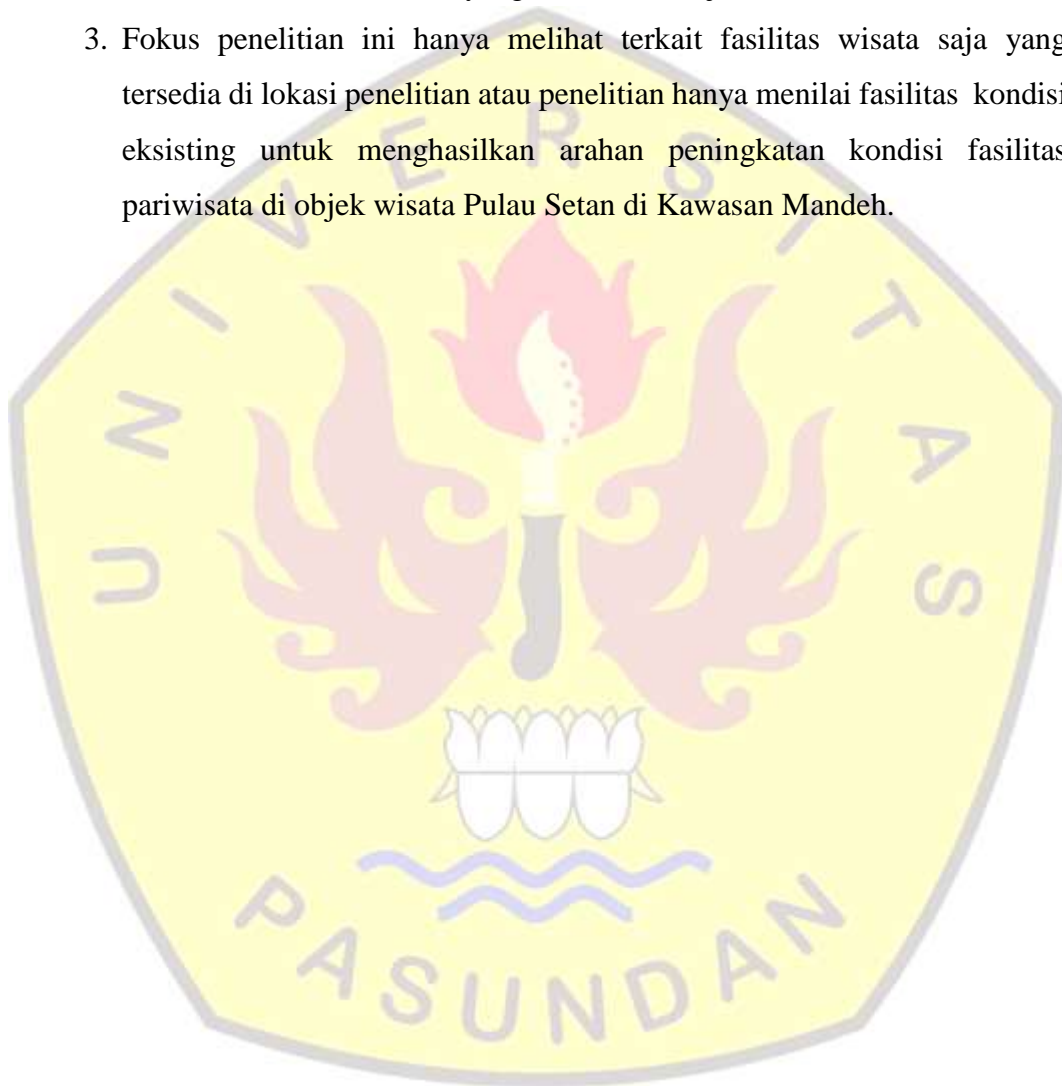 3. Fokus penelitian ini hanya melihat terkait fasilitas wisata saja yang
tersedia di lokasi penelitian atau penelitian hanya menilai fasilitas kondisi
eksisting untuk menghasilkan arahan peningkatan kondisi fasilitas
pariwisata di objek wisata Pulau Setan di Kawasan Mandeh.
UNIVERSITAS
PASUNDAN